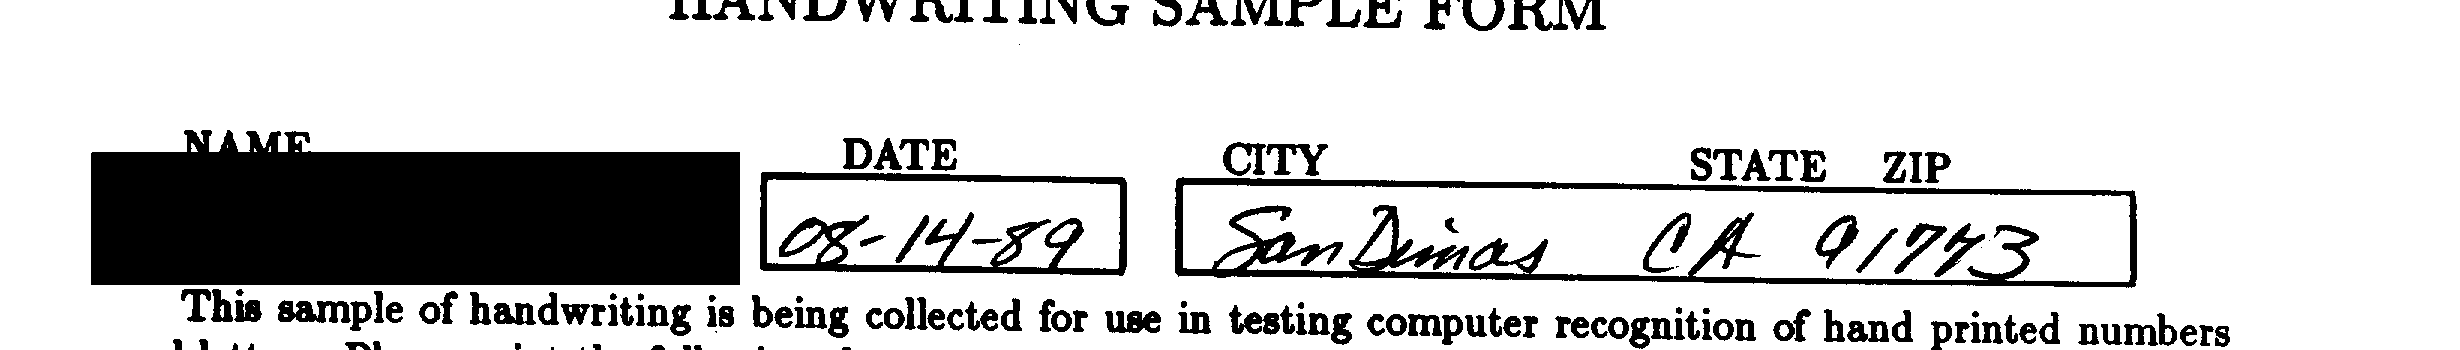 HANDWRITING SAMPLE FORM
NAME DATE CITY STATE ZIP
08-14-89 San Dimas CA 91773
This sample of handwriting is being collected for use in testing computer recognition of hand printed numbers